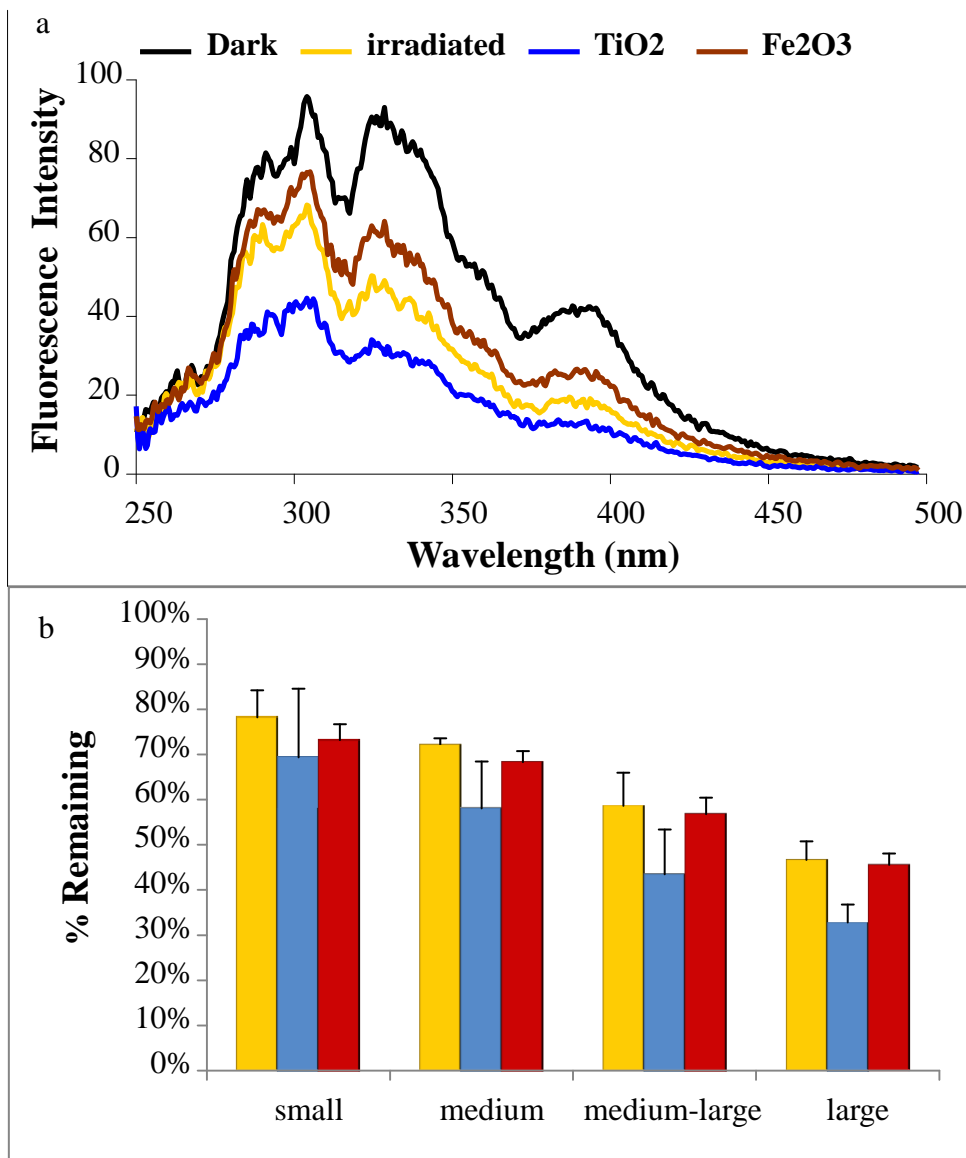 a
Dark irradiated TiO2 Fe2O3
Fluorescence Intensity
100
80
60
40
20
0
250 300 350 400 450 500
Wavelength (nm)
b
% Remaining
100%
90%
80%
70%
60%
50%
40%
30%
20%
10%
0%
small medium medium-large large